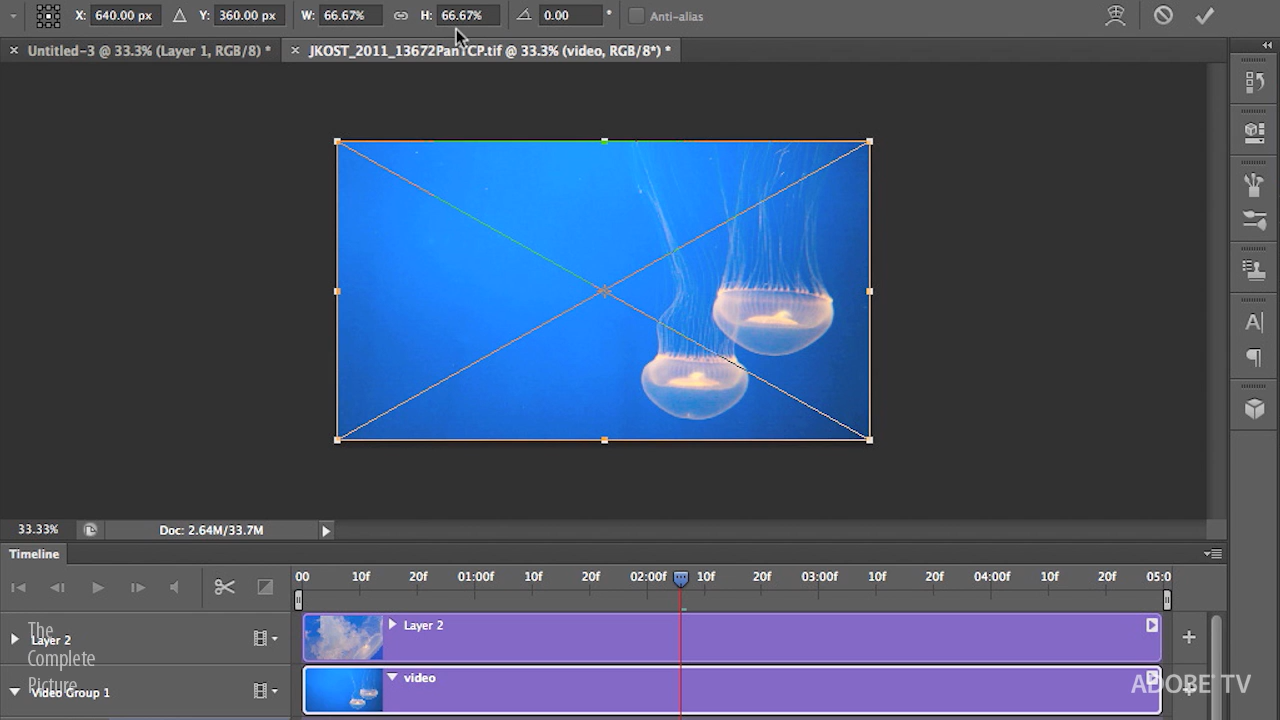 X: 640.00 px Y: 360.00 px W: 66.67% H: 66.67% 0.00 ° Anti-alias
× Untitled-3 @ 33.3% (Layer 1, RGB/8) * × JKOST_2011_13672PanTCP.tif @ 33.3% (video, RGB/8*) *
A
33.33% Doc: 2.64M/33.7M
Timeline
00 10f 20f 01:00f 10f 20f 02:00f 10f 20f 03:00f 10f 20f 04:00f 10f 20f 05:0
Layer 2 Layer 2
Video Group 1 video
The
Complete
Picture
ADOBE TV